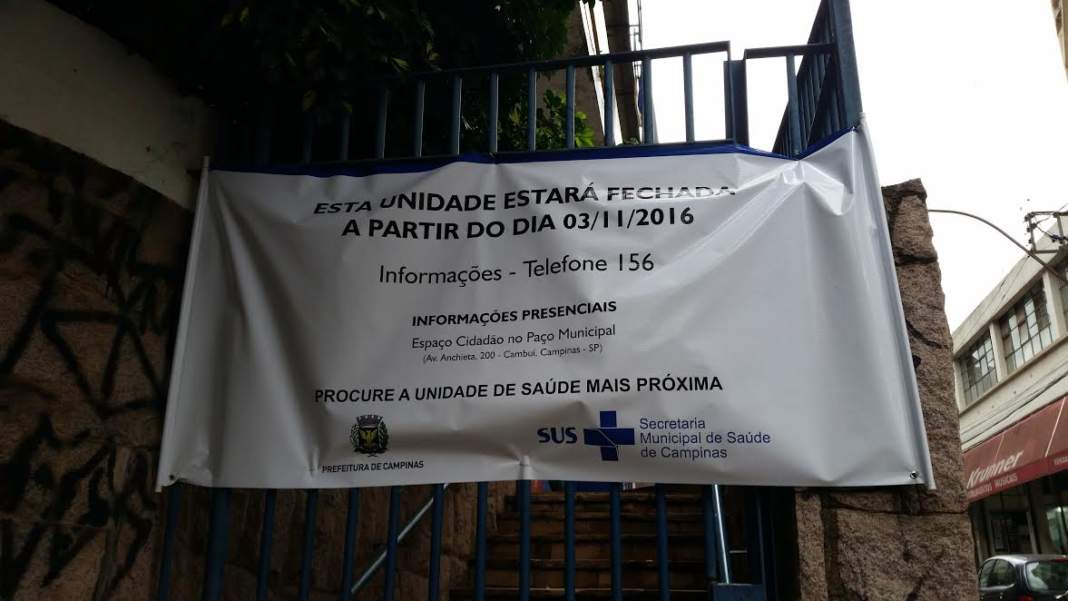 ESTA UNIDADE ESTARÁ FECHADA
A PARTIR DO DIA 03/11/2016
Informações - Telefone 156
INFORMAÇÕES PRESENCIAIS
Espaço Cidadão no Paço Municipal
(Av. Anchieta, 200 - Cambuí, Campinas - SP)
PROCURE A UNIDADE DE SAÚDE MAIS PRÓXIMA
PREFEITURA DE CAMPINAS
SUS
Secretaria
Municipal de Saúde
de Campinas
Krunner
MUSICAIS